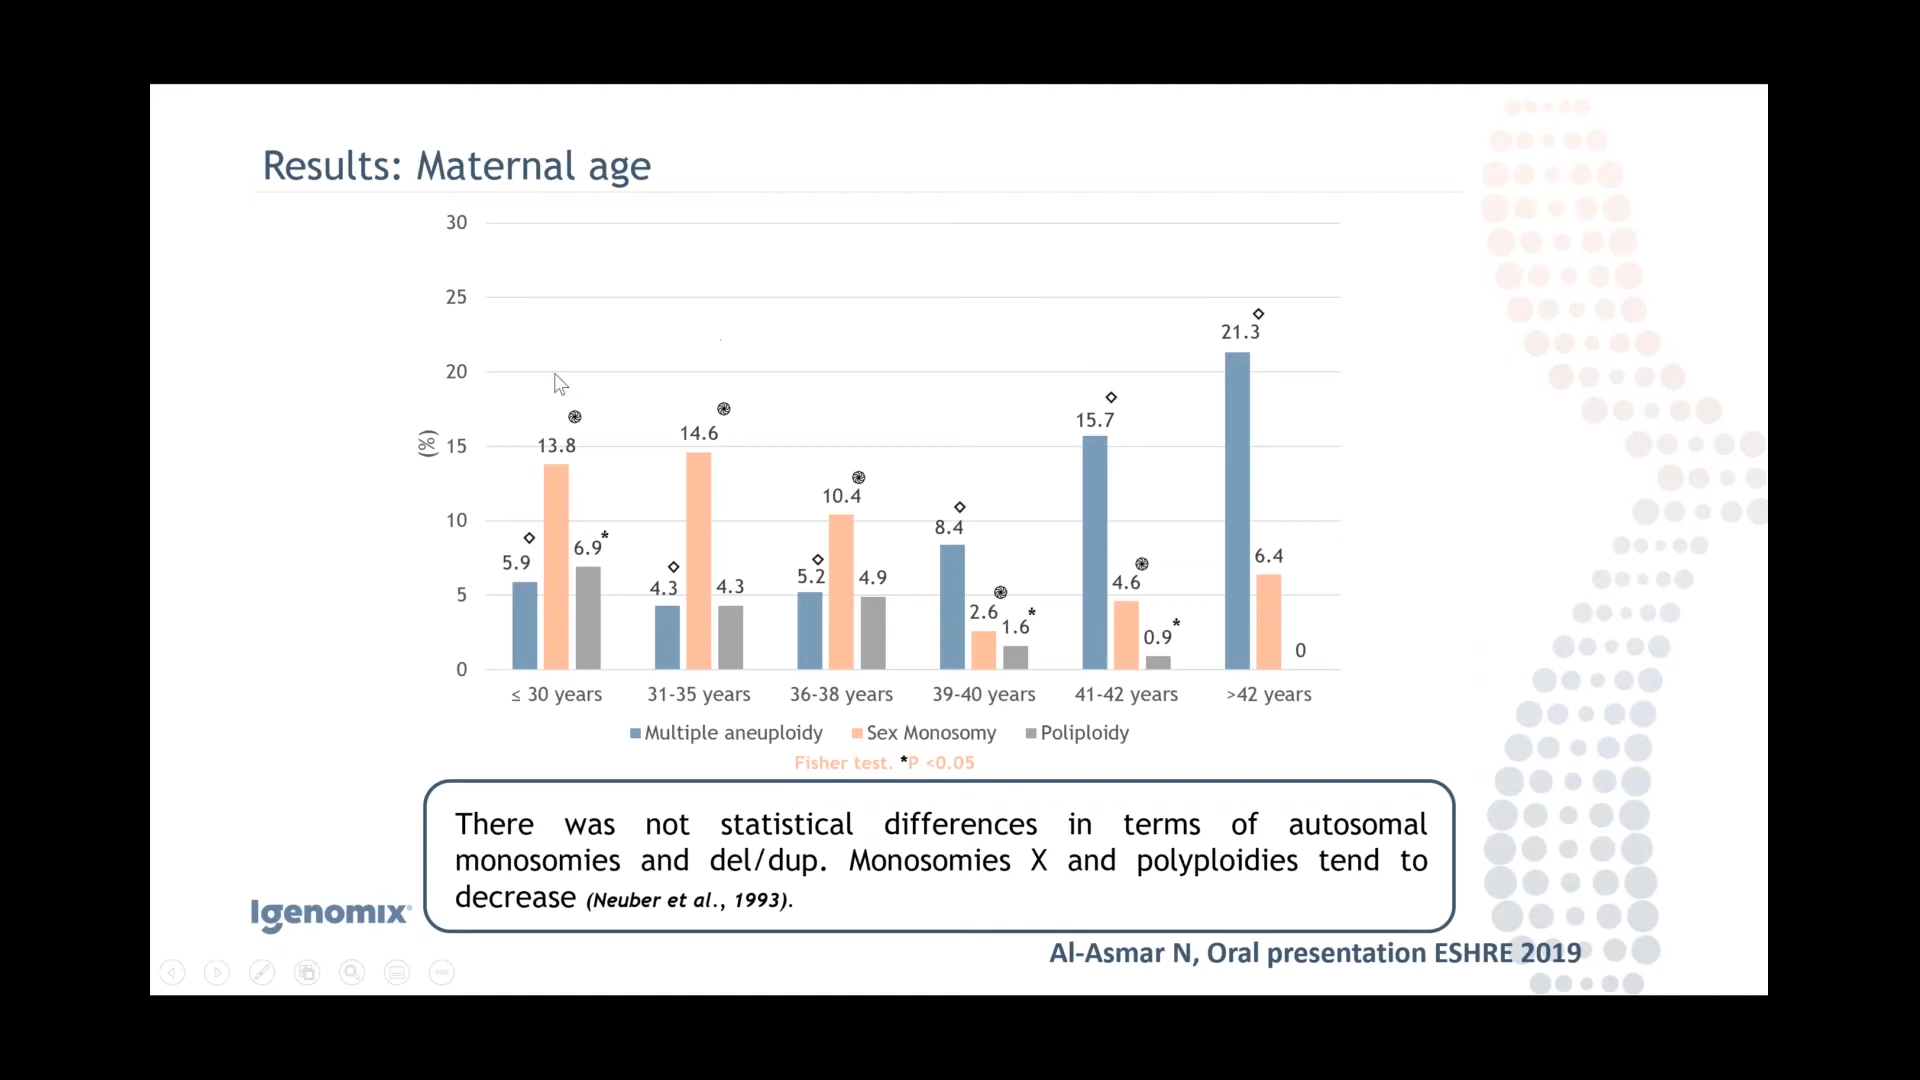 Results: Maternal age
30
25
20
15
10
5
0
(%)
5.9
13.8
6.9*
4.3
14.6
4.3
5.2
10.4
4.9
8.4
2.6
1.6*
15.7
4.6
0.9*
21.3
6.4
0
≤ 30 years
31-35 years
36-38 years
39-40 years
41-42 years
>42 years
Multiple aneuploidy
Sex Monosomy
Poliploidy
Fisher test. *P <0.05
There was not statistical differences in terms of autosomal
monosomies and del/dup. Monosomies X and polyploidies tend to
decrease (Neuber et al., 1993).
Igenomix®
Al-Asmar N, Oral presentation ESHRE 2019